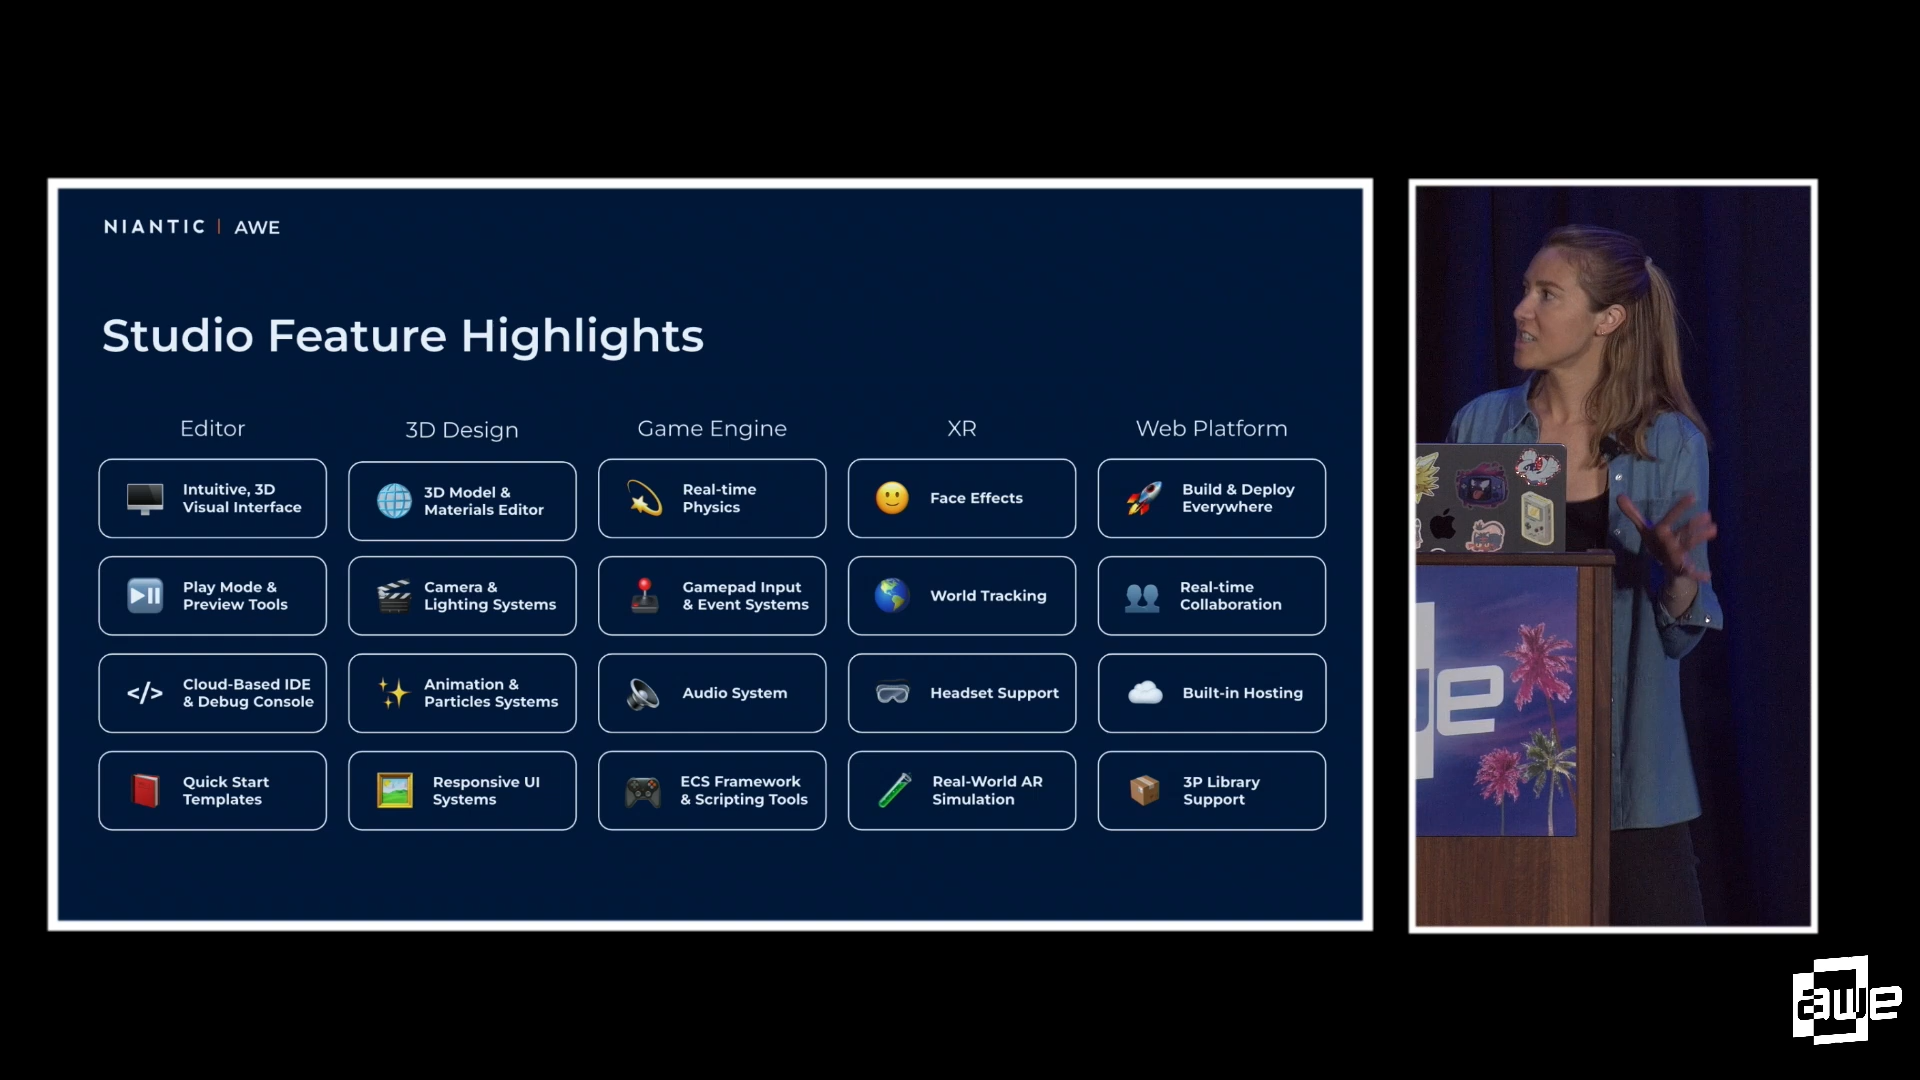 NIANTIC | AWE
Studio Feature Highlights
Editor
Intuitive, 3D
Visual Interface
Play Mode &
Preview Tools
</> Cloud-Based IDE
& Debug Console
Quick Start
Templates
3D Design
3D Model &
Materials Editor
Camera &
Lighting Systems
Animation &
Particles Systems
Responsive UI
Systems
Game Engine
Real-time
Physics
Gamepad Input
& Event Systems
Audio System
ECS Framework
& Scripting Tools
XR
Face Effects
World Tracking
Headset Support
Real-World AR
Simulation
Web Platform
Build & Deploy
Everywhere
Real-time
Collaboration
Built-in Hosting
3P Library
Support
e
awe